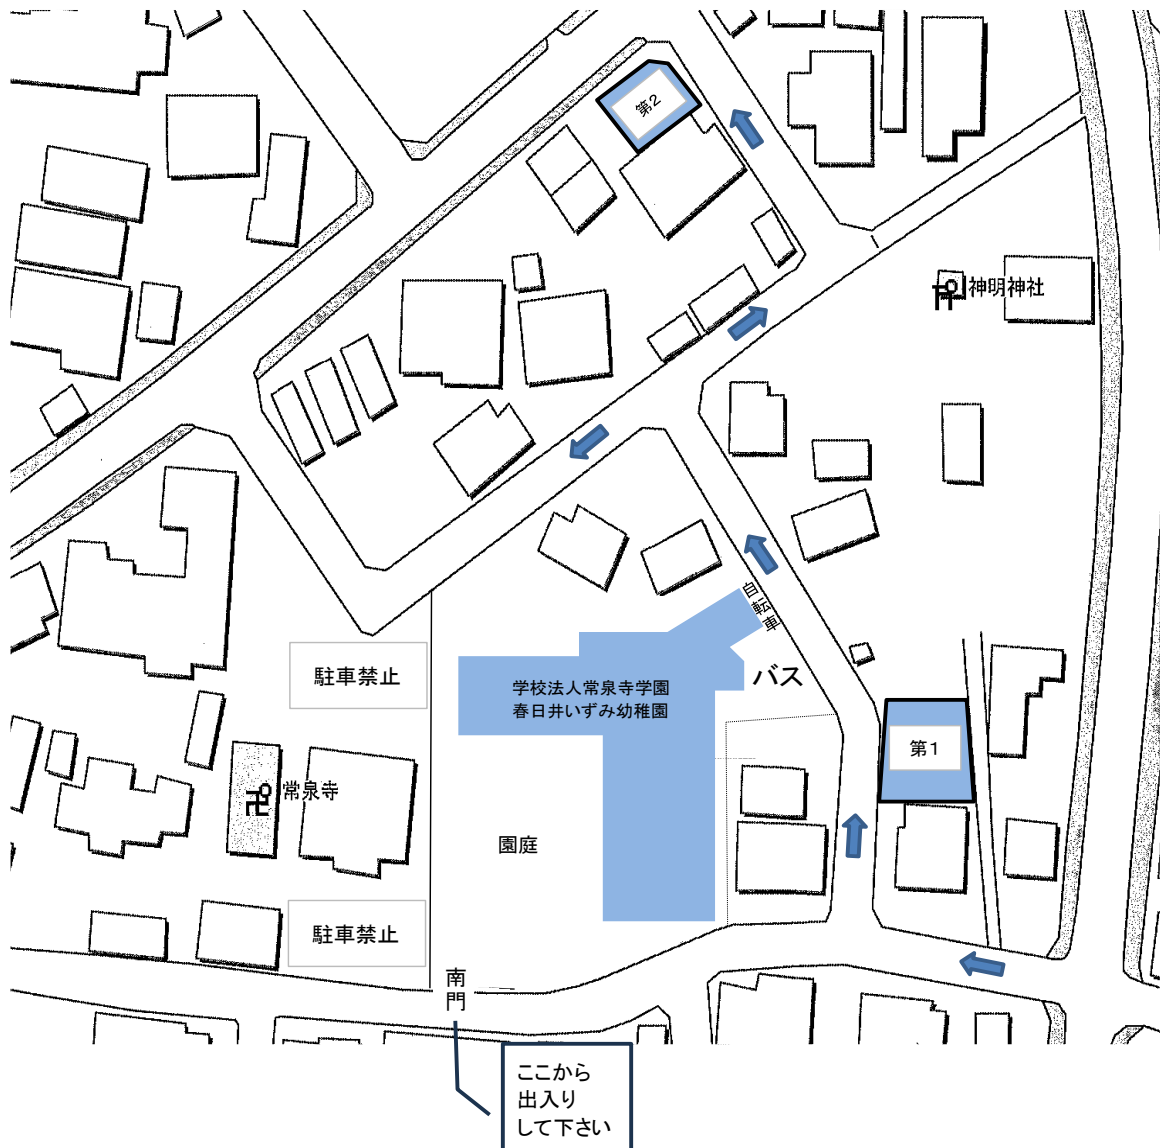 第2
神明神社
自転車
バス
駐車禁止
学校法人常泉寺学園
春日井いずみ幼稚園
第1
常泉寺
園庭
駐車禁止
南門
ここから
出入り
して下さい